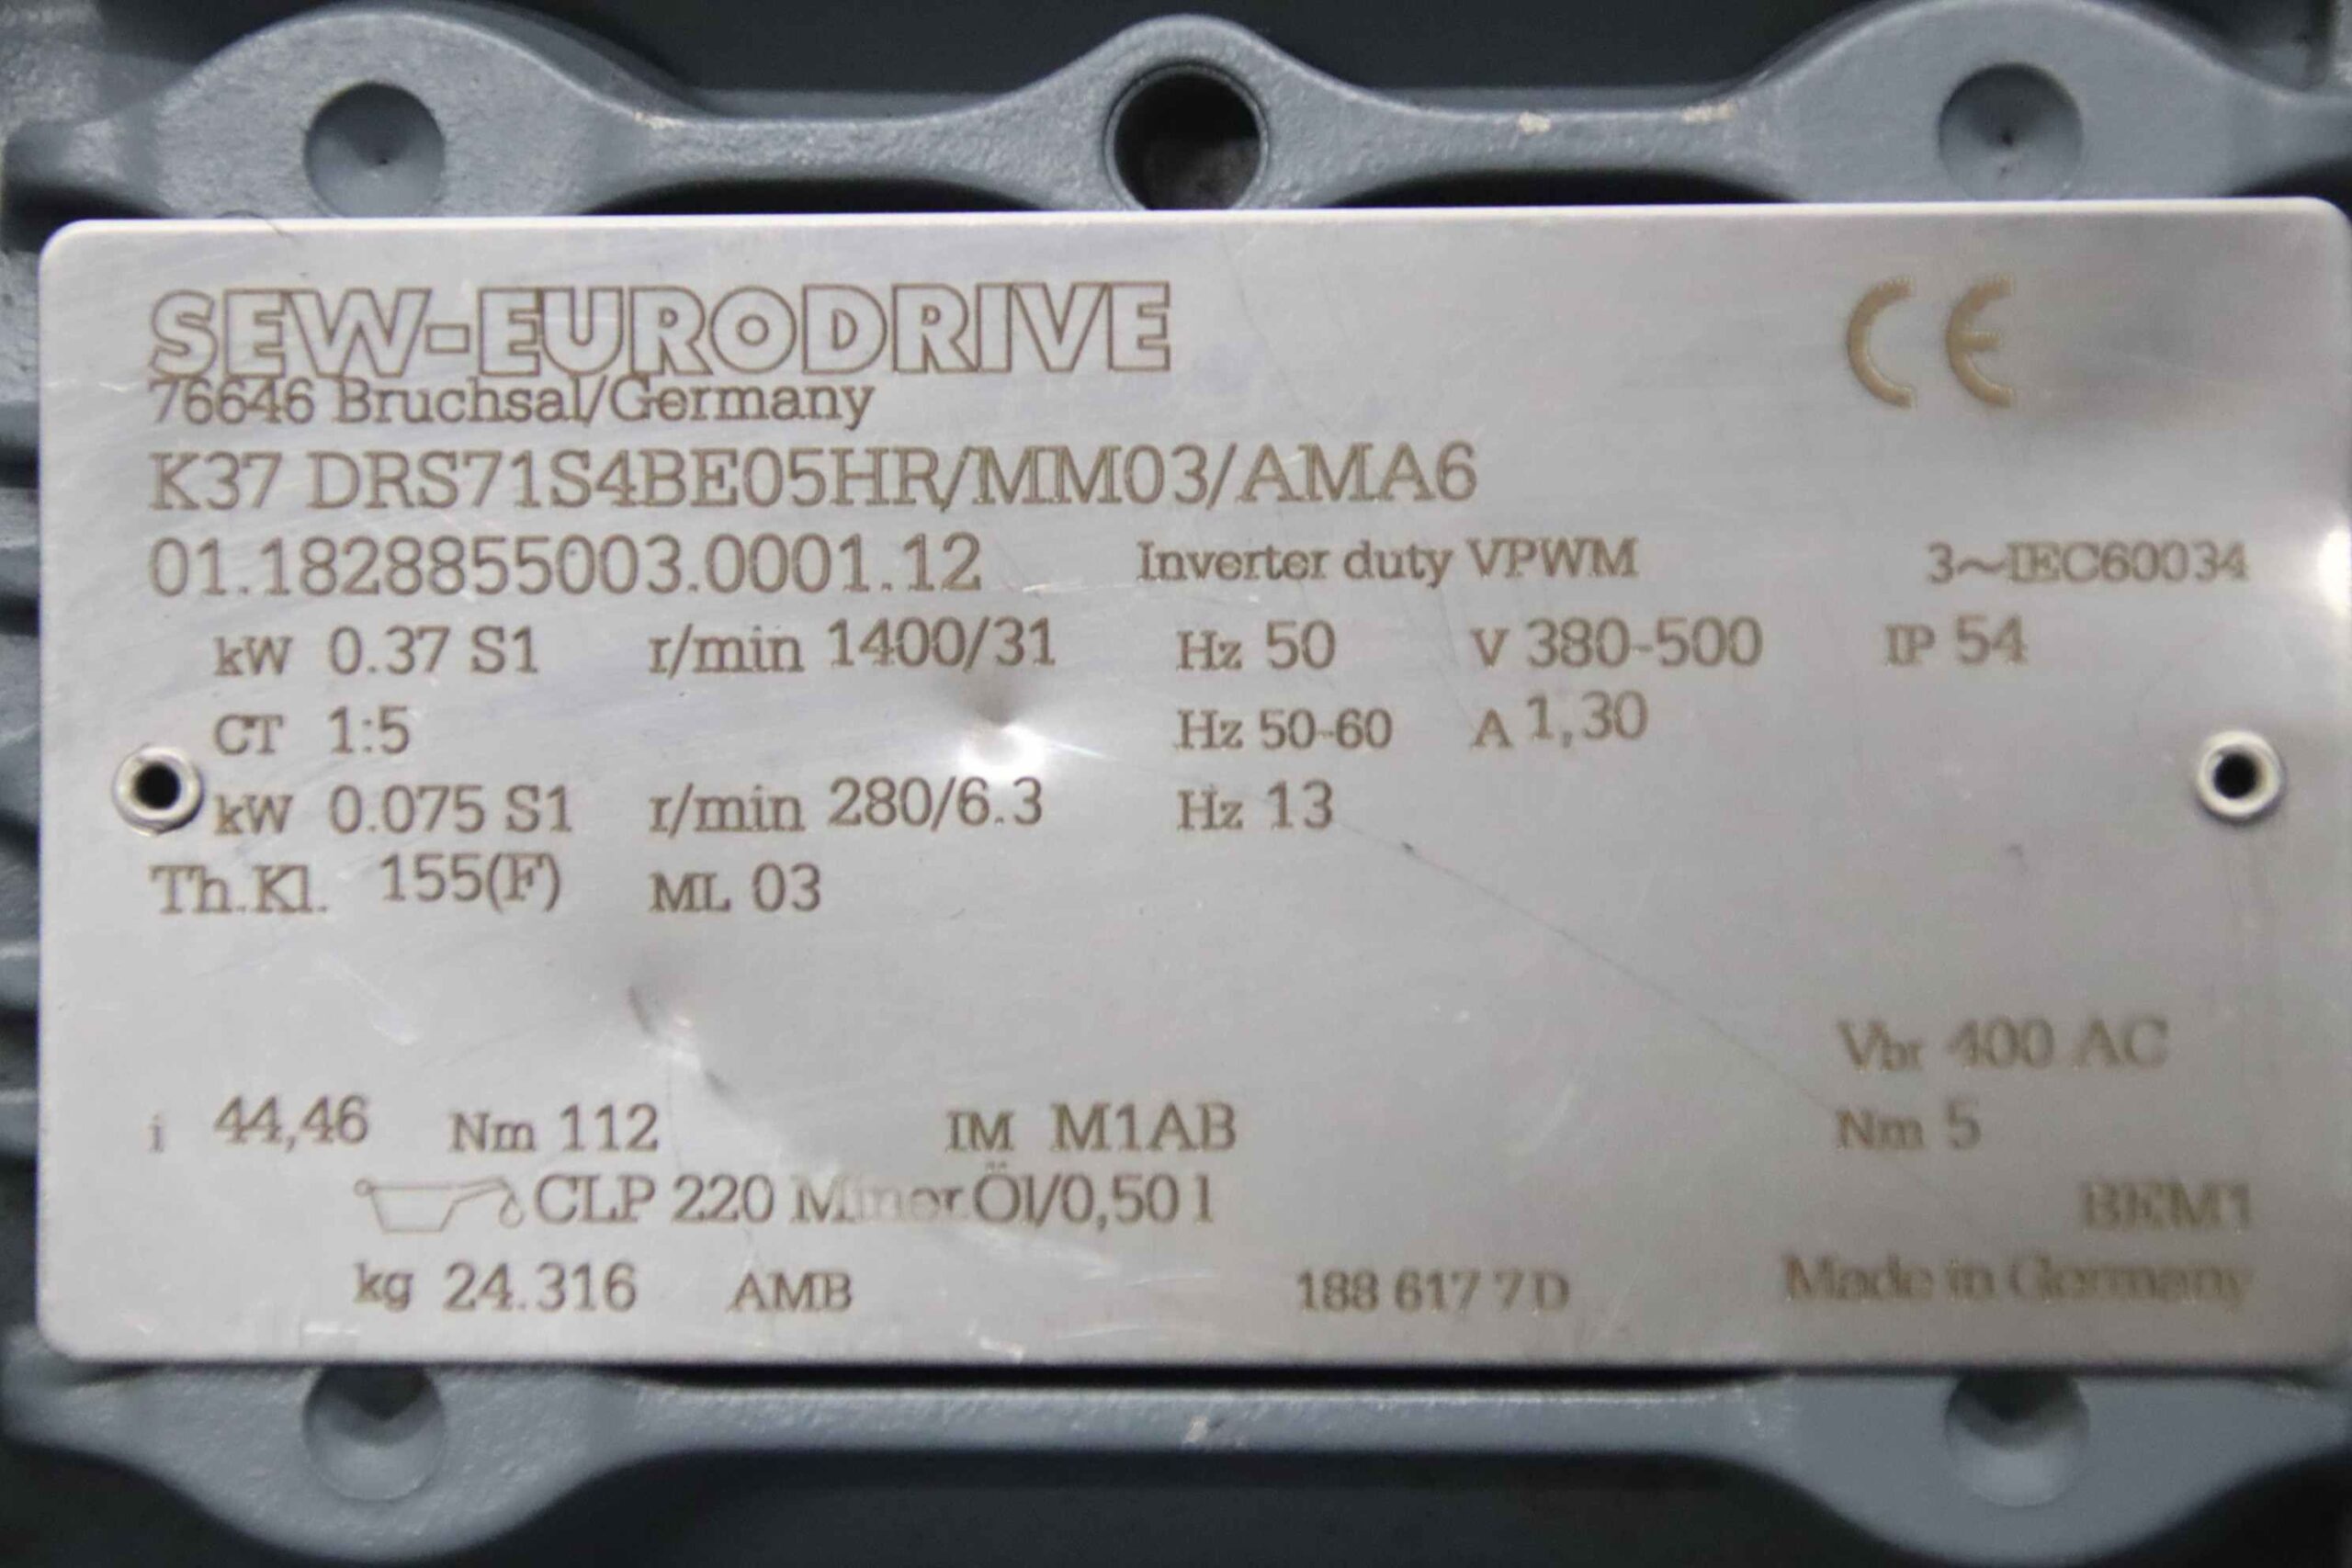 SEW-EURODRIVE
CE
76646 Bruchsal/Germany
K37 DRS71S4BE05HR/MM03/AMA6
01.1828855003.0001.12 Inverter duty VPWM 3~IEC60034
kW 0.37 S1 r/min 1400/31 Hz 50 V 380-500 IP 54
CT 1:5 Hz 50-60 A 1,30
kW 0.075 S1 r/min 280/6.3 Hz 13
Th.Kl. 155(F) ML 03
Vbr 400 AC
i 44,46 Nm 112 IM M1AB Nm 5
CLP 220 Miner.Öl/0,50 l BEM1
kg 24.316 AMB 188 617 7 D Made in Germany